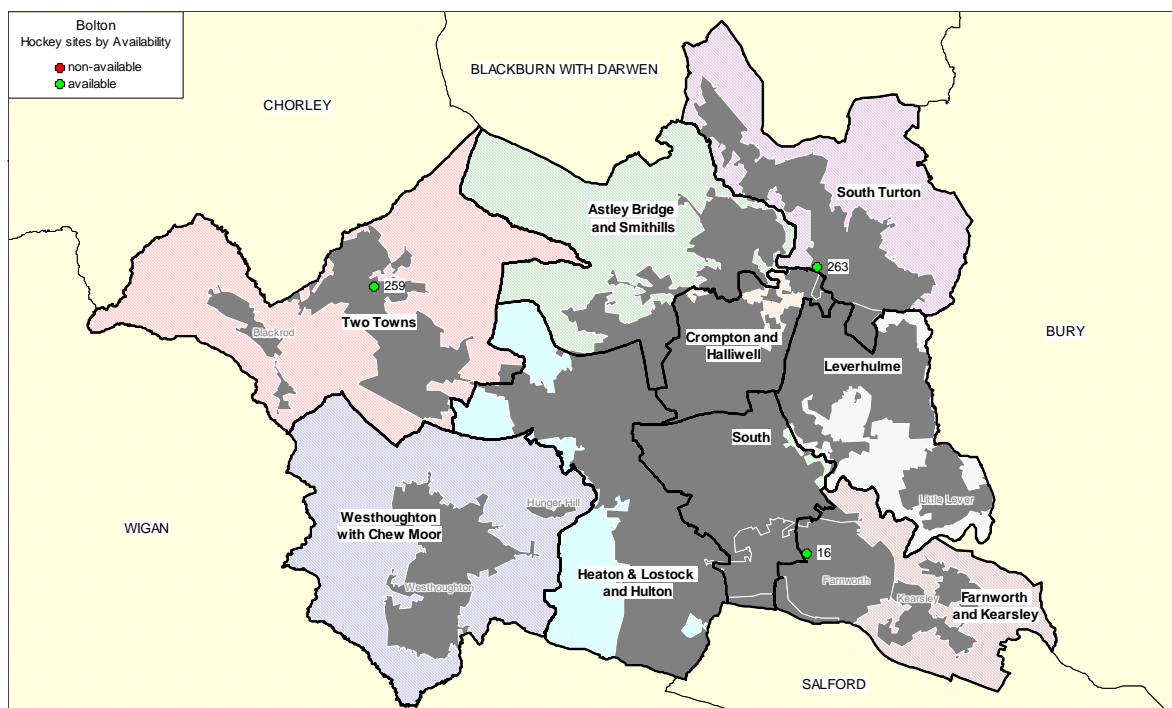 Bolton
Hockey sites by Availability
non-available
available
BLACKBURN WITH DARWEN
CHORLEY
South Turton
Astley Bridge
and Smithills
263
259
Two Towns
Blackrod
Crompton and
Halliwell
BURY
Leverhulme
South
Little Lever
Hunger Hill
WIGAN
Westhoughton
with Chew Moor
16
Westhoughton
Heaton & Lostock
and Hulton
Farnworth
Kearsley
Farnworth
and Kearsley
SALFORD